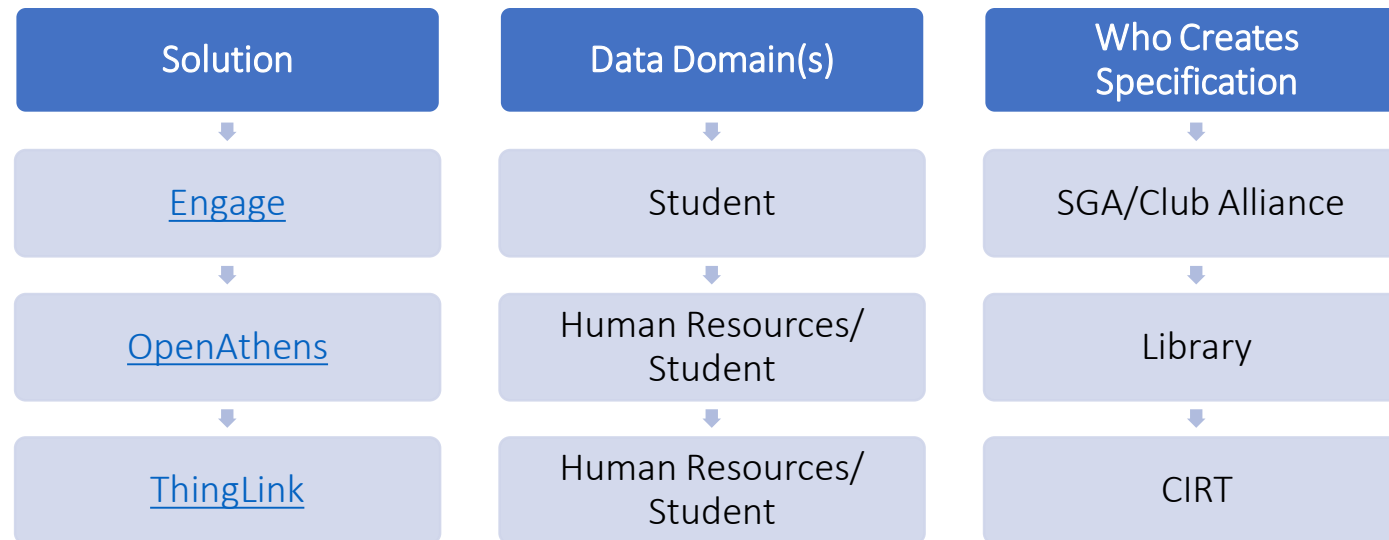 Solution
Data Domain(s)
Who Creates
Specification
Engage
Student
SGA/Club Alliance
OpenAthens
Human Resources/
Student
Library
ThingLink
Human Resources/
Student
CIRT